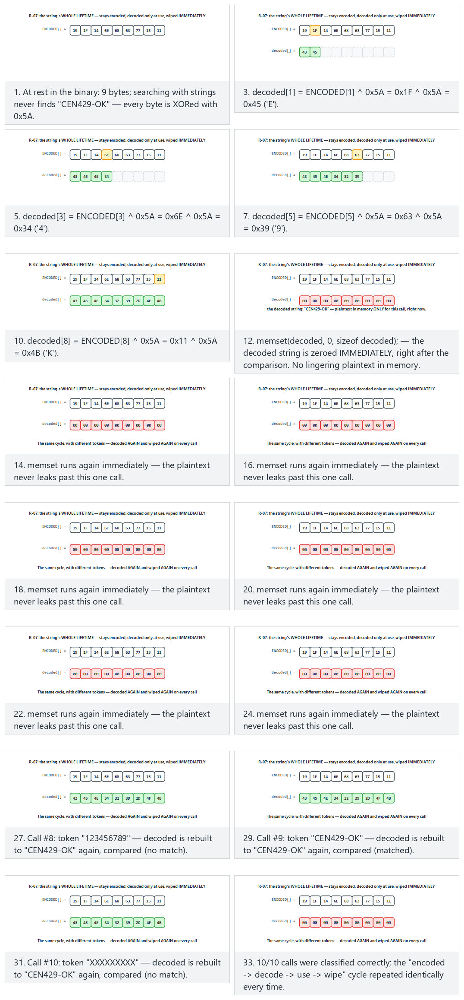 R-07: the string's WHOLE LIFETIME — stays encoded, decoded only at use, wiped IMMEDIATELY
ENCODED[] = 19 1F 14 6E 68 63 77 15 11
1. At rest in the binary: 9 bytes; searching with strings
never finds "CEN429-OK" — every byte is XORed with
0x5A.
R-07: the string's WHOLE LIFETIME — stays encoded, decoded only at use, wiped IMMEDIATELY
ENCODED[] = 19 1F 14 6E 68 63 77 15 11
decoded[] = 43 45
3. decoded[1] = ENCODED[1] ^ 0x5A = 0x1F ^ 0x5A =
0x45 ('E').
R-07: the string's WHOLE LIFETIME — stays encoded, decoded only at use, wiped IMMEDIATELY
ENCODED[] = 19 1F 14 6E 68 63 77 15 11
decoded[] = 43 45 4E 34
5. decoded[3] = ENCODED[3] ^ 0x5A = 0x6E ^ 0x5A =
0x34 ('4').
R-07: the string's WHOLE LIFETIME — stays encoded, decoded only at use, wiped IMMEDIATELY
ENCODED[] = 19 1F 14 6E 68 63 77 15 11
decoded[] = 43 45 4E 34 32 39
7. decoded[5] = ENCODED[5] ^ 0x5A = 0x63 ^ 0x5A
= 0x39 ('9').
R-07: the string's WHOLE LIFETIME — stays encoded, decoded only at use, wiped IMMEDIATELY
ENCODED[] = 19 1F 14 6E 68 63 77 15 11
decoded[] = 43 45 4E 34 32 39 2D 4F 4B
10. decoded[8] = ENCODED[8] ^ 0x5A = 0x11 ^ 0x5A
= 0x4B ('K').
R-07: the string's WHOLE LIFETIME — stays encoded, decoded only at use, wiped IMMEDIATELY
ENCODED[] = 19 1F 14 6E 68 63 77 15 11
decoded[] = 00 00 00 00 00 00 00 00 00
the decoded string: "CEN429-OK" — plaintext in memory ONLY for this call, right now.
12. memset(decoded, 0, sizeof decoded); — the
decoded string is zeroed IMMEDIATELY, right after the
comparison. No lingering plaintext in memory.
R-07: the string's WHOLE LIFETIME — stays encoded, decoded only at use, wiped IMMEDIATELY
ENCODED[] = 19 1F 14 6E 68 63 77 15 11
decoded[] = 00 00 00 00 00 00 00 00 00
The same cycle, with different tokens — decoded AGAIN and wiped AGAIN on every call
14. memset runs again immediately — the plaintext
never leaks past this one call.
R-07: the string's WHOLE LIFETIME — stays encoded, decoded only at use, wiped IMMEDIATELY
ENCODED[] = 19 1F 14 6E 68 63 77 15 11
decoded[] = 00 00 00 00 00 00 00 00 00
The same cycle, with different tokens — decoded AGAIN and wiped AGAIN on every call
16. memset runs again immediately — the plaintext
never leaks past this one call.
R-07: the string's WHOLE LIFETIME — stays encoded, decoded only at use, wiped IMMEDIATELY
ENCODED[] = 19 1F 14 6E 68 63 77 15 11
decoded[] = 00 00 00 00 00 00 00 00 00
The same cycle, with different tokens — decoded AGAIN and wiped AGAIN on every call
18. memset runs again immediately — the plaintext
never leaks past this one call.
R-07: the string's WHOLE LIFETIME — stays encoded, decoded only at use, wiped IMMEDIATELY
ENCODED[] = 19 1F 14 6E 68 63 77 15 11
decoded[] = 00 00 00 00 00 00 00 00 00
The same cycle, with different tokens — decoded AGAIN and wiped AGAIN on every call
20. memset runs again immediately — the plaintext
never leaks past this one call.
R-07: the string's WHOLE LIFETIME — stays encoded, decoded only at use, wiped IMMEDIATELY
ENCODED[] = 19 1F 14 6E 68 63 77 15 11
decoded[] = 00 00 00 00 00 00 00 00 00
The same cycle, with different tokens — decoded AGAIN and wiped AGAIN on every call
22. memset runs again immediately — the plaintext
never leaks past this one call.
R-07: the string's WHOLE LIFETIME — stays encoded, decoded only at use, wiped IMMEDIATELY
ENCODED[] = 19 1F 14 6E 68 63 77 15 11
decoded[] = 00 00 00 00 00 00 00 00 00
The same cycle, with different tokens — decoded AGAIN and wiped AGAIN on every call
24. memset runs again immediately — the plaintext
never leaks past this one call.
R-07: the string's WHOLE LIFETIME — stays encoded, decoded only at use, wiped IMMEDIATELY
ENCODED[] = 19 1F 14 6E 68 63 77 15 11
decoded[] = 43 45 4E 34 32 39 2D 4F 4B
The same cycle, with different tokens — decoded AGAIN and wiped AGAIN on every call
27. Call #8: token "123456789" — decoded is rebuilt
to "CEN429-OK" again, compared (no match).
R-07: the string's WHOLE LIFETIME — stays encoded, decoded only at use, wiped IMMEDIATELY
ENCODED[] = 19 1F 14 6E 68 63 77 15 11
decoded[] = 43 45 4E 34 32 39 2D 4F 4B
The same cycle, with different tokens — decoded AGAIN and wiped AGAIN on every call
29. Call #9: token "CEN429-OK" — decoded is rebuilt
to "CEN429-OK" again, compared (matched).
R-07: the string's WHOLE LIFETIME — stays encoded, decoded only at use, wiped IMMEDIATELY
ENCODED[] = 19 1F 14 6E 68 63 77 15 11
decoded[] = 43 45 4E 34 32 39 2D 4F 4B
The same cycle, with different tokens — decoded AGAIN and wiped AGAIN on every call
31. Call #10: token "XXXXXXXXX" — decoded is rebuilt
to "CEN429-OK" again, compared (no match).
R-07: the string's WHOLE LIFETIME — stays encoded, decoded only at use, wiped IMMEDIATELY
ENCODED[] = 19 1F 14 6E 68 63 77 15 11
decoded[] = 00 00 00 00 00 00 00 00 00
The same cycle, with different tokens — decoded AGAIN and wiped AGAIN on every call
33. 10/10 calls were classified correctly; the "encoded
-> decode -> use -> wipe" cycle repeated identically
every time.